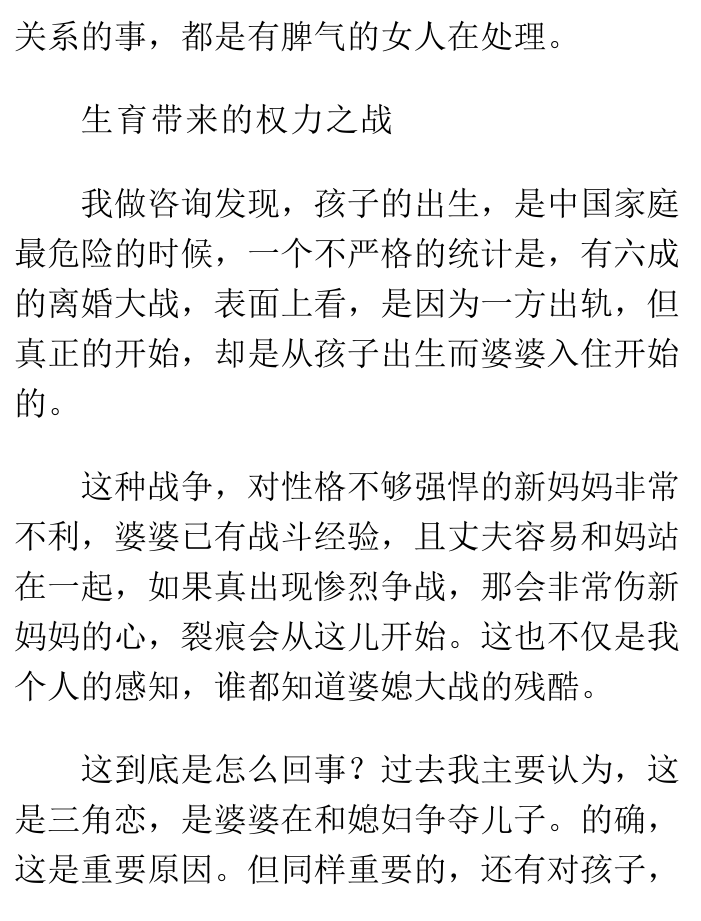 关系的事，都是有脾气的女人在处理。
生育带来的权力之战
我做咨询发现，孩子的出生，是中国家庭
最危险的时候，一个不严格的统计是，有六成
的离婚大战，表面上看，是因为一方出轨，但
真正的开始，却是从孩子出生而婆婆入住开始
的。
这种战争，对性格不够强悍的新妈妈非常
不利，婆婆已有战斗经验，且丈夫容易和妈站
在一起，如果真出现惨烈争战，那会非常伤新
妈妈的心，裂痕会从这儿开始。这也不仅是我
个人的感知，谁都知道婆媳大战的残酷。
这到底是怎么回事？过去我主要认为，这
是三角恋，是婆婆在和媳妇争夺儿子。的确，
这是重要原因。但同样重要的，还有对孩子，